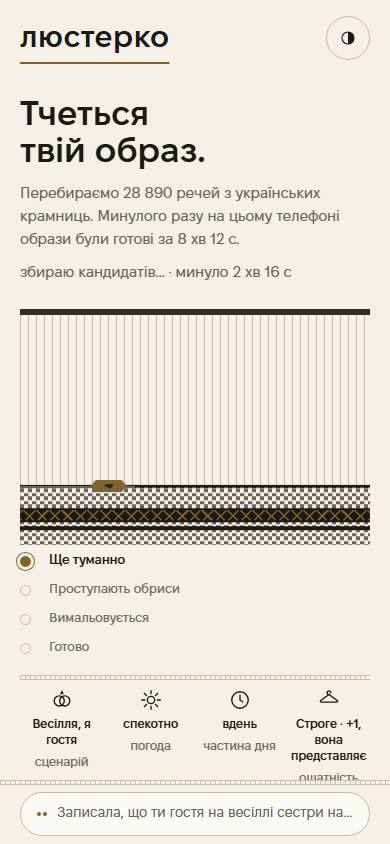 люстерко
Тчеться
твій образ.
Перебираємо 28 890 речей з українських
крамниць. Минулого разу на цьому телефоні
образи були готові за 8 хв 12 с.
збираю кандидатів... · минуло 2 хв 16 с
Ще туманно
Проступають обриси
Вимальовується
Готово
Весілля, я гостя
сценарій
спекотно
погода
вдень
частина дня
Строге · +1, вона представляє
ошатність
Записала, що ти гостя на весіллі сестри на...